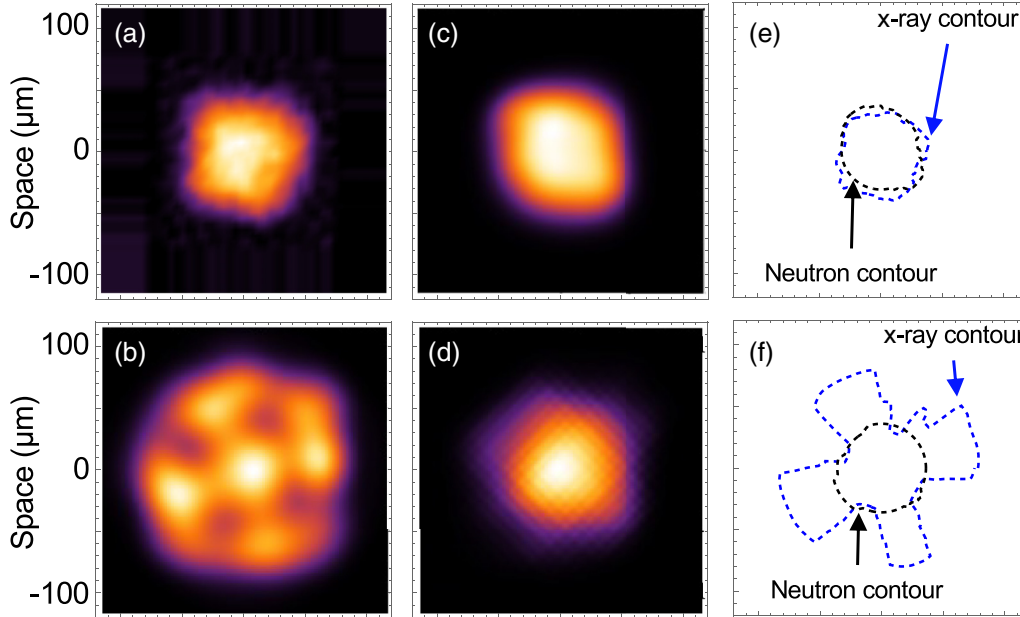 100
(a)
(c)
(e)
x-ray contour
Space (µm)
0
Neutron contour
-100
100
(b)
(d)
(f)
x-ray contour
Space (µm)
0
Neutron contour
-100